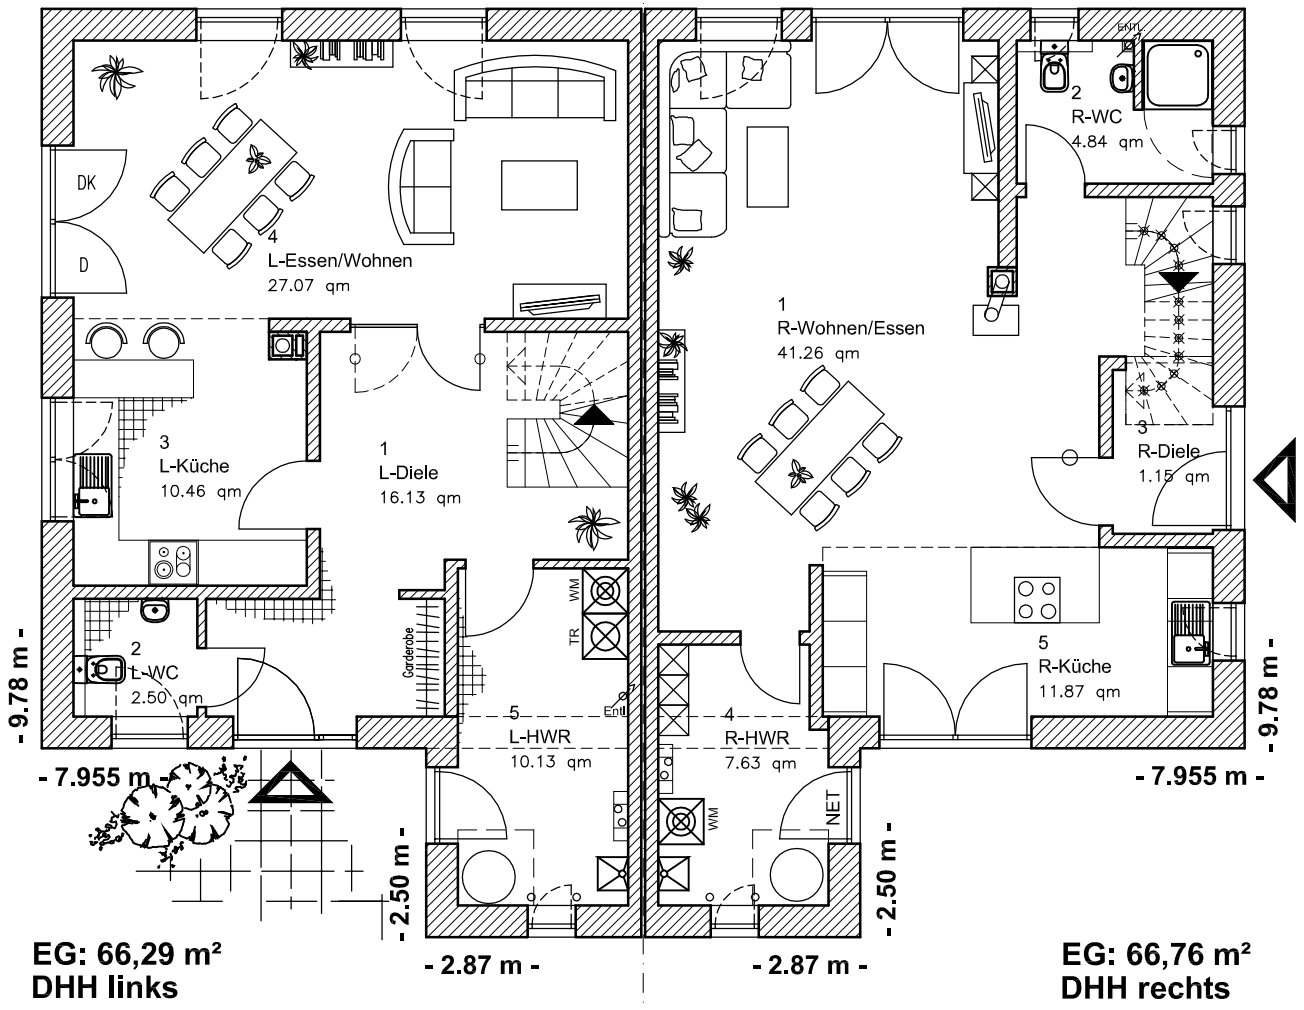 ENTL
2
R-WC
4.84 qm
DK
D
4
L-Essen/Wohnen
27.07 qm
1
R-Wohnen/Essen
41.26 qm
3
L-Küche
10.46 qm
1
L-Diele
16.13 qm
3
R-Diele
1.15 qm
WM
TR
Garderobe
2
L-WC
2.50 qm
5
R-Küche
11.87 qm
Entl
5
L-HWR
10.13 qm
4
R-HWR
7.63 qm
WM
NET
- 9.78 m -
- 9.78 m -
- 7.955 m -
- 7.955 m -
- 2.50 m -
- 2.50 m -
- 2.87 m -
- 2.87 m -
EG: 66,29 m²
DHH links
EG: 66,76 m²
DHH rechts